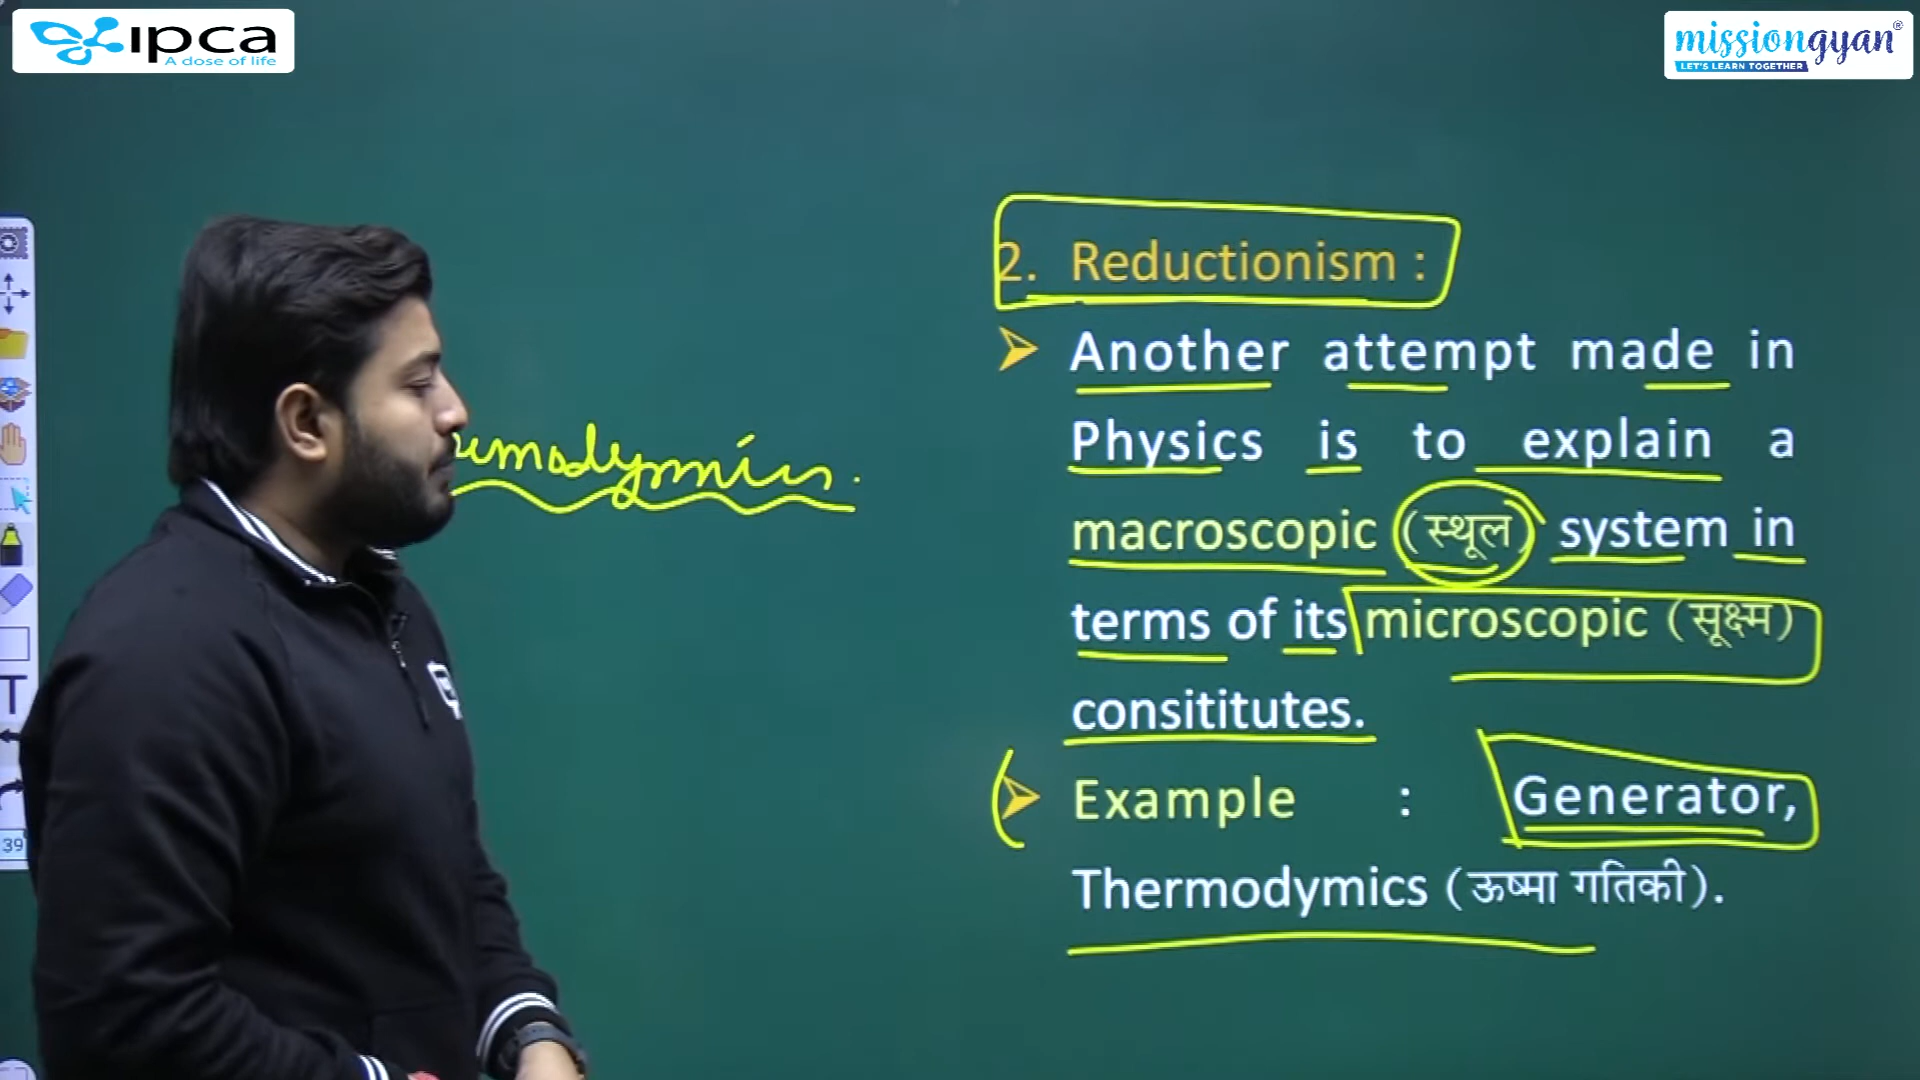 ipca
A dose of life
missiongyan®
LET'S LEARN TOGETHER
2. Reductionism :
Another attempt made in
Physics is to explain a
macroscopic (स्थूल) system in
terms of its microscopic (सूक्ष्म)
consititutes.
Example : Generator,
Thermodymics (ऊष्मा गतिकी).
T
39